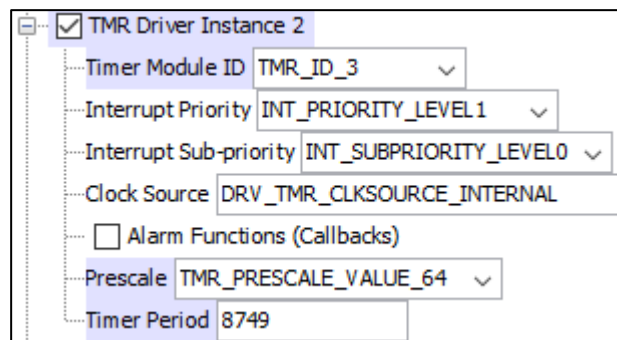 TMR Driver Instance 2
Timer Module ID TMR_ID_3
Interrupt Priority INT_PRIORITY_LEVEL1
Interrupt Sub-priority INT_SUBPRIORITY_LEVEL0
Clock Source DRV_TMR_CLKSOURCE_INTERNAL
Alarm Functions (Callbacks)
Prescale TMR_PRESCALE_VALUE_64
Timer Period 8749